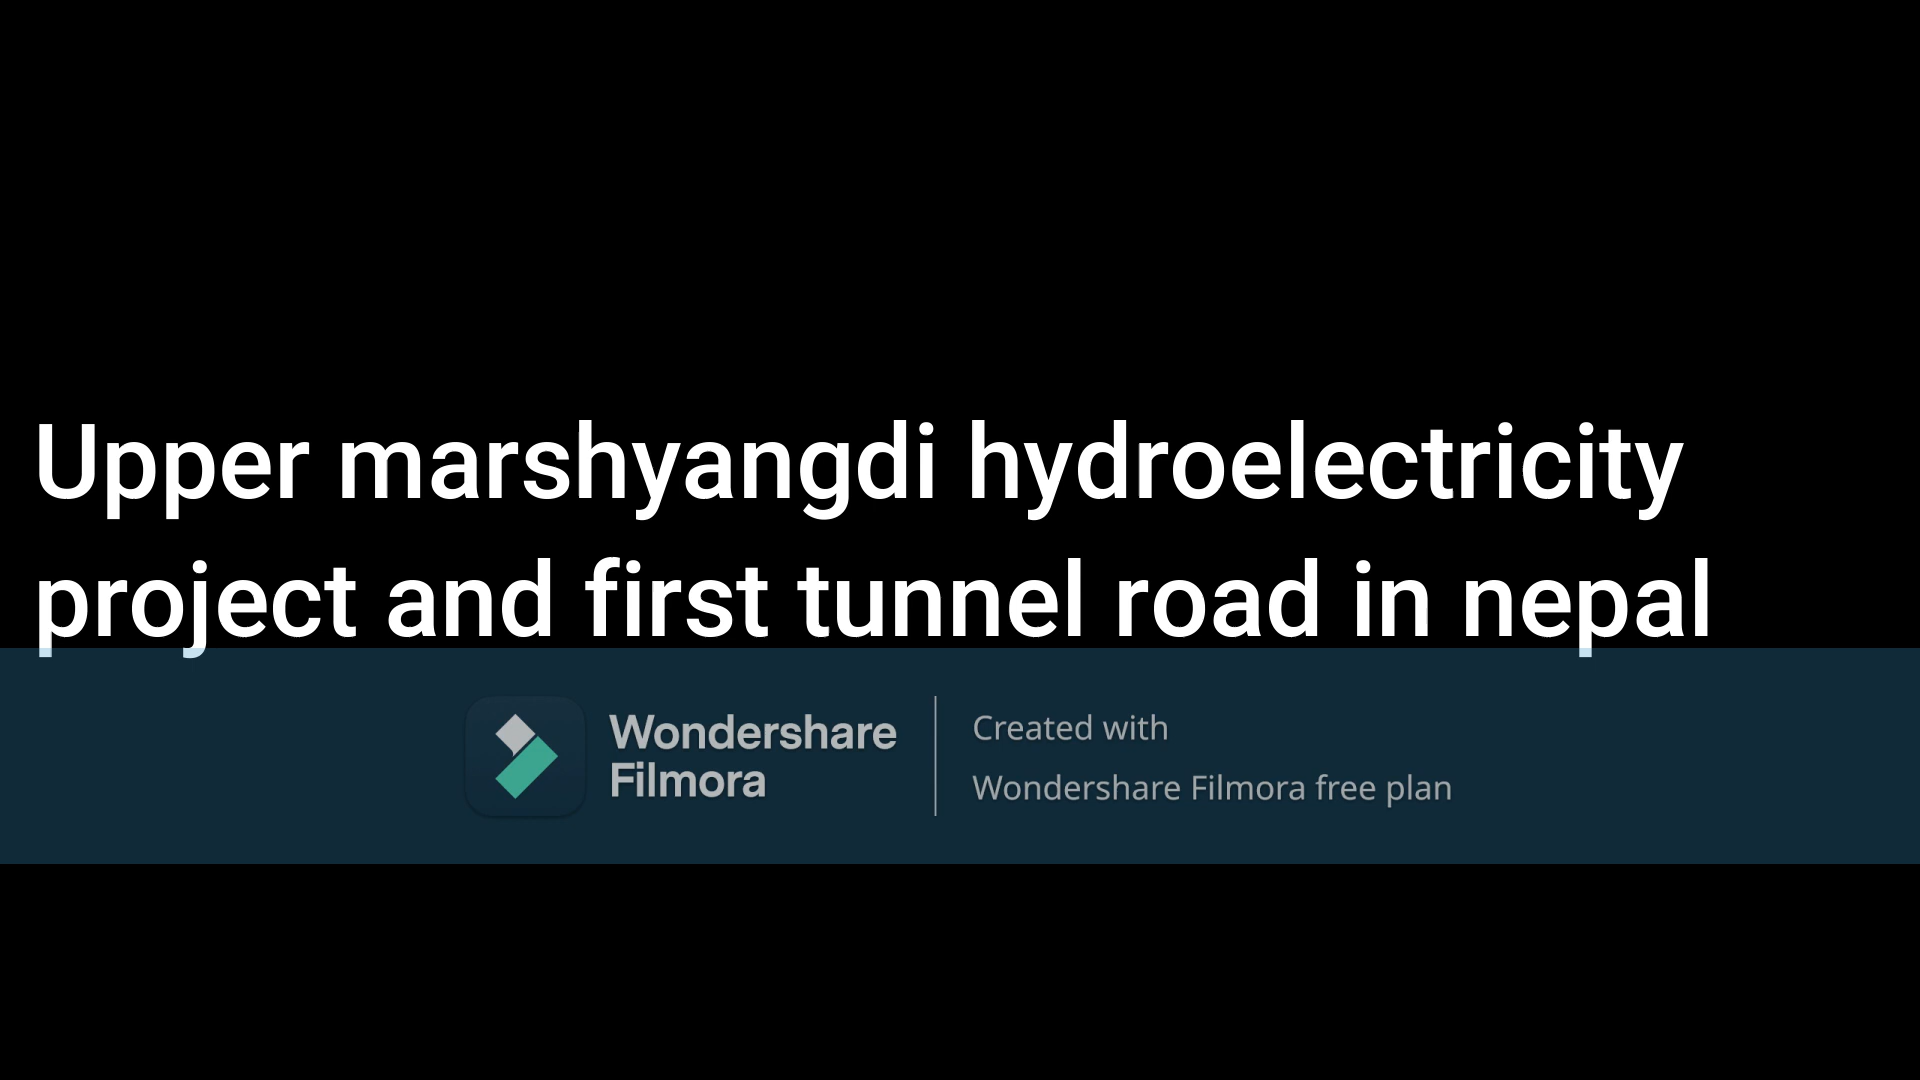 Upper marshyangdi hydroelectricity
project and first tunnel road in nepal
Wondershare
Filmora
Created with
Wondershare Filmora free plan